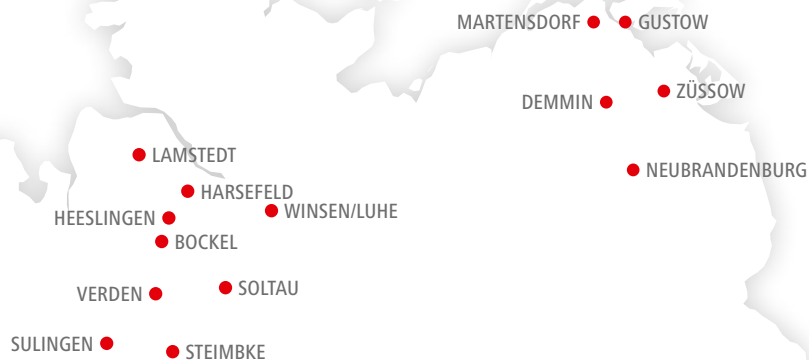 MARTENSDORF
GUSTOW
ZÜSSOW
DEMMIN
LAMSTEDT
NEUBRANDENBURG
HARSEFELD
WINSEN/LUHE
HEESLINGEN
BOCKEL
SOLTAU
VERDEN
SULINGEN
STEIMBKE